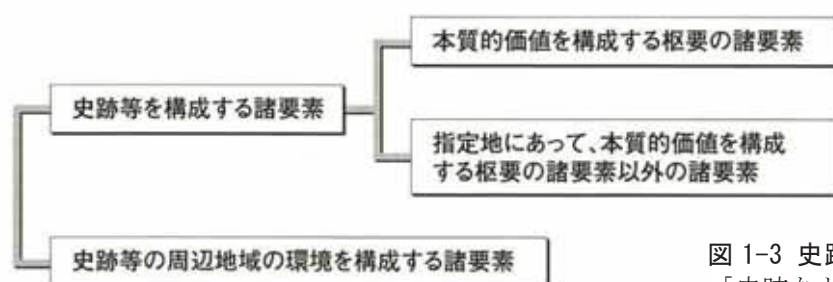 本質的価値を構成する枢要の諸要素
史跡等を構成する諸要素
指定地にあって、本質的価値を構成
する枢要の諸要素以外の諸要素
史跡等の周辺地域の環境を構成する諸要素
図 1-3 史